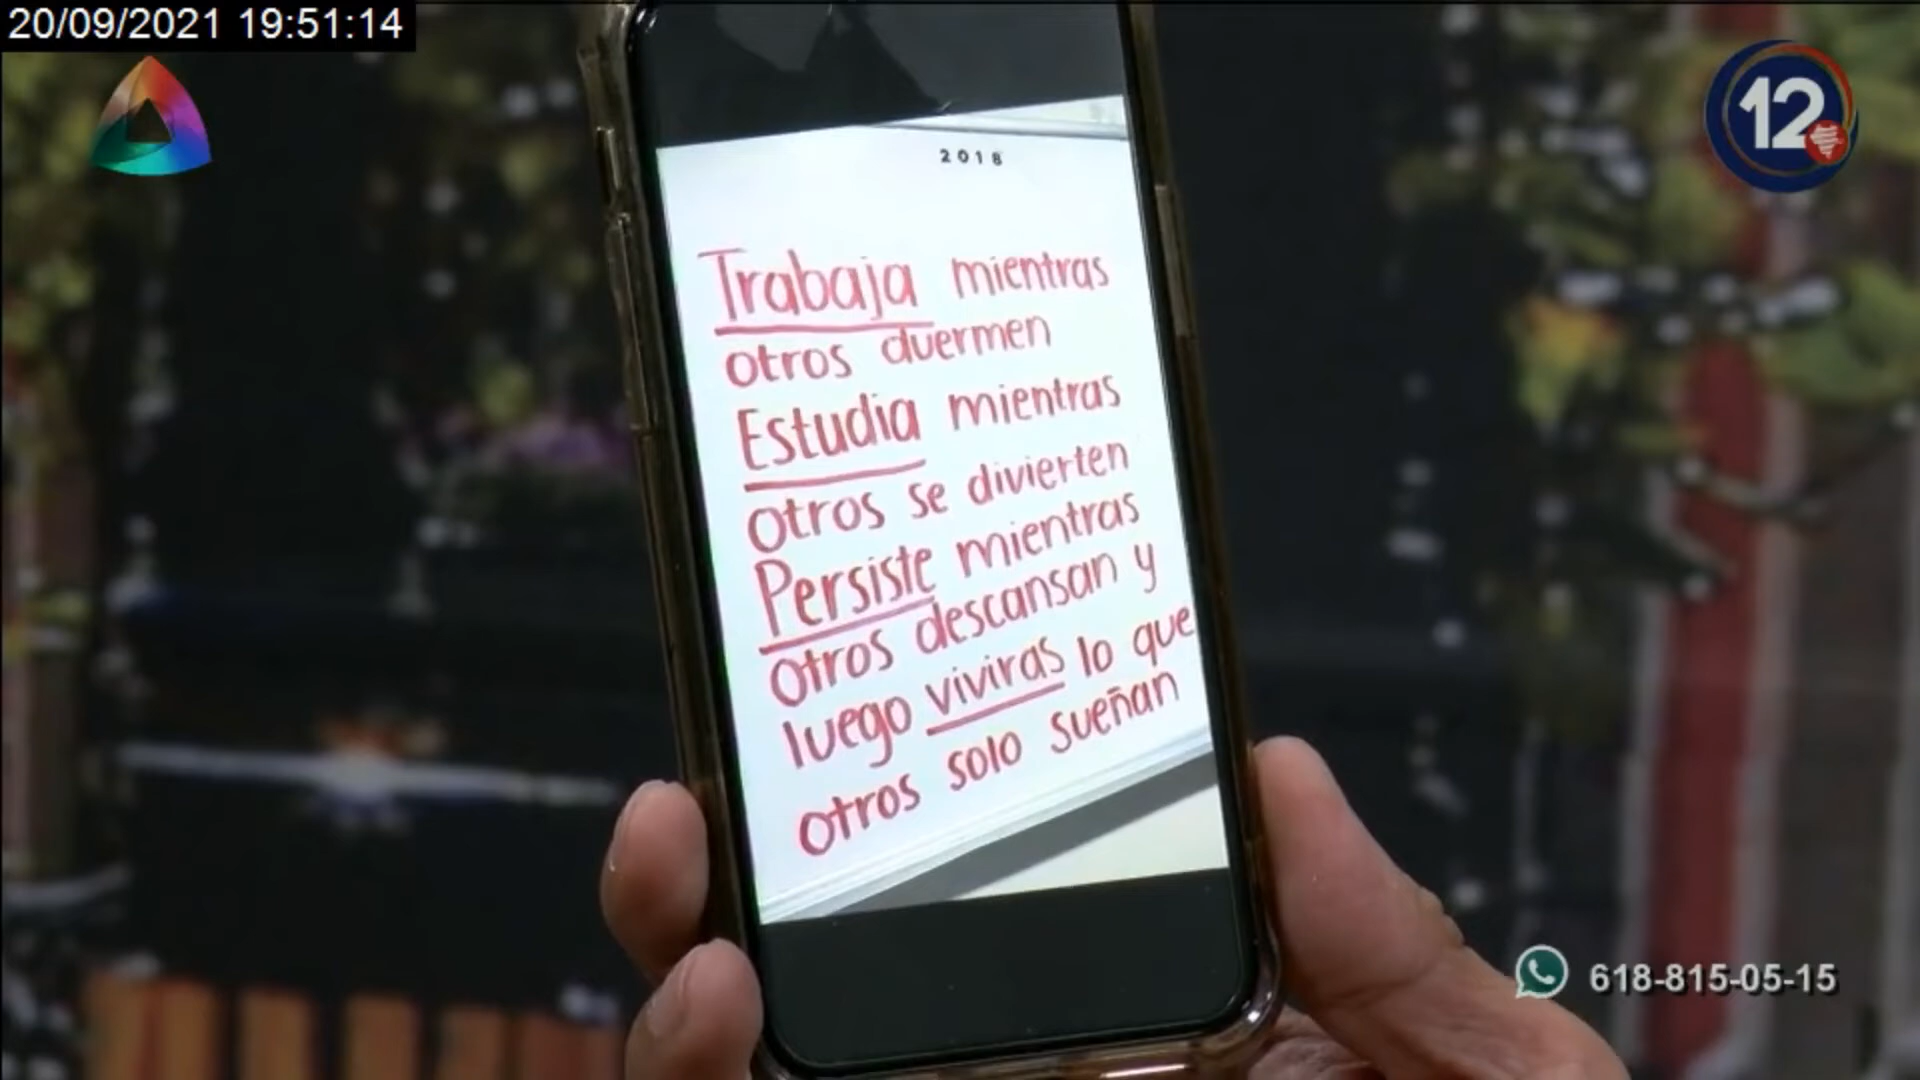 20/09/2021 19:51:14
12
2018
Trabaja mientras
otros duermen
Estudia mientras
otros se divierten
Persiste mientras
otros descansan y
luego viviras lo que
otros solo sueñan
618-815-05-15